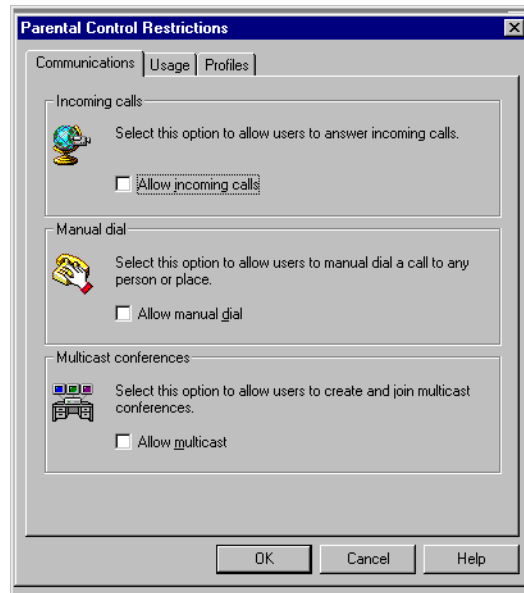 Parental Control Restrictions
Communications Usage Profiles
Incoming calls
Select this option to allow users to answer incoming calls.
Allow incoming calls
Manual dial
Select this option to allow users to manual dial a call to any
person or place.
Allow manual dial
Multicast conferences
Select this option to allow users to create and join multicast
conferences.
Allow multicast
OK Cancel Help